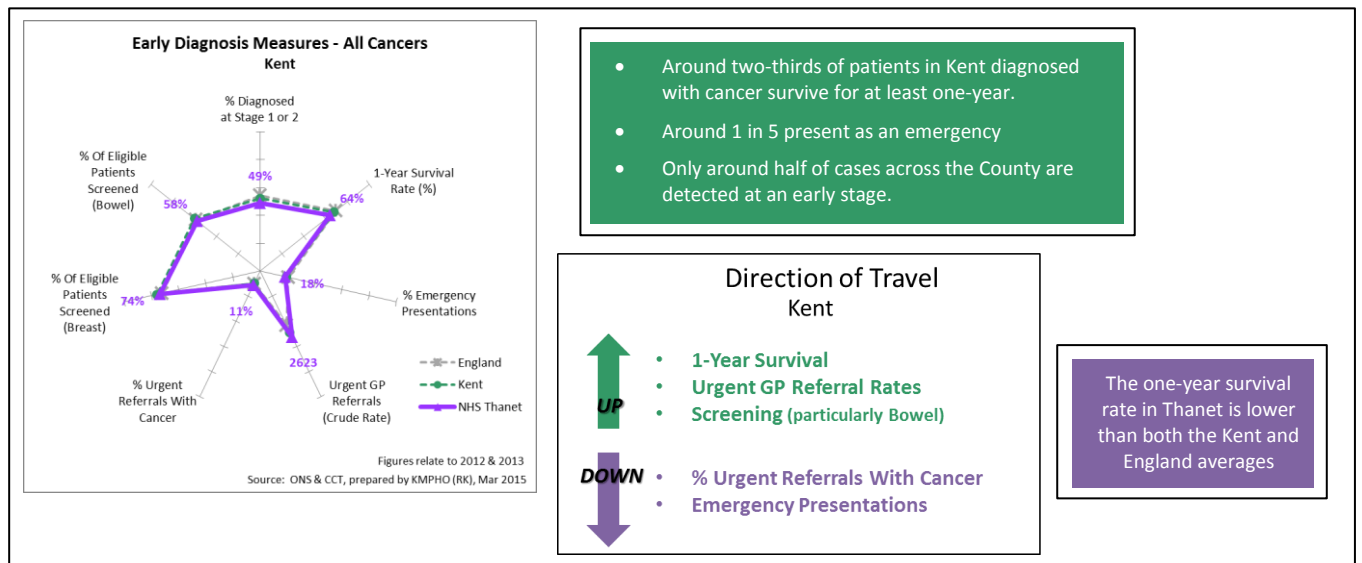 Early Diagnosis Measures - All Cancers
Kent
% Diagnosed
at Stage 1 or 2
49%
1-Year Survival
Rate (%)
64%
% Emergency
Presentations
18%
Urgent GP
Referrals
(Crude Rate)
2623
% Urgent
Referrals With
Cancer
11%
% Of Eligible
Patients
Screened
(Breast)
74%
% Of Eligible
Patients
Screened
(Bowel)
58%
England
Kent
NHS Thanet
Figures relate to 2012 & 2013
Source: ONS & CCT, prepared by KMPHO (RK), Mar 2015
• Around two-thirds of patients in Kent diagnosed
with cancer survive for at least one-year.
• Around 1 in 5 present as an emergency
• Only around half of cases across the County are
detected at an early stage.
Direction of Travel
Kent
UP
• 1-Year Survival
• Urgent GP Referral Rates
• Screening (particularly Bowel)
DOWN
• % Urgent Referrals With Cancer
• Emergency Presentations
The one-year survival
rate in Thanet is lower
than both the Kent and
England averages